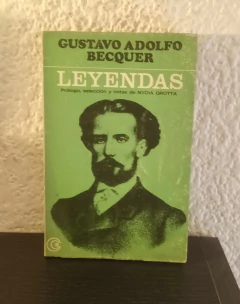 GUSTAVO ADOLFO
BECQUER
LEYENDAS
Prólogo, selección y notas de NYDIA GROTTA